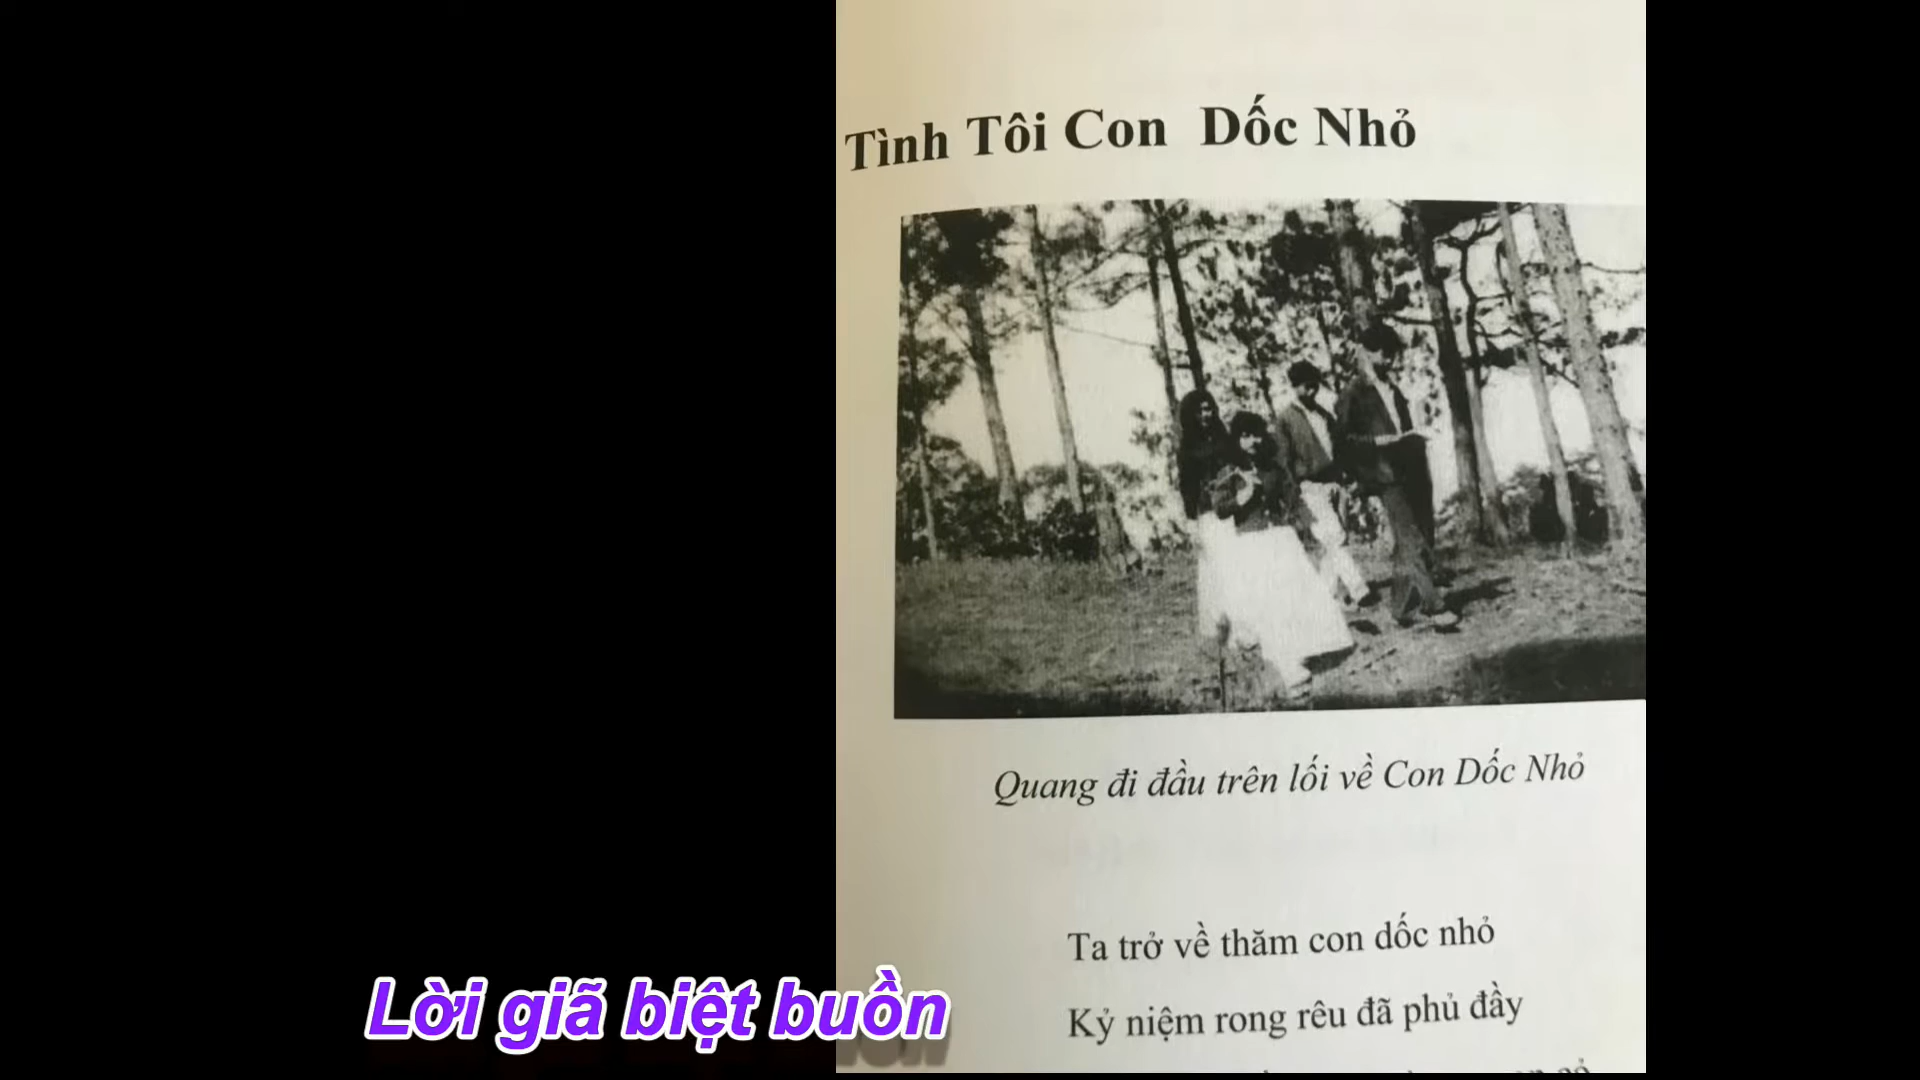 Tình Tôi Con Dốc Nhỏ
Quang đi đầu trên lối về Con Dốc Nhỏ
Ta trở về thăm con dốc nhỏ
Kỷ niệm rong rêu đã phủ đầy
Lời giã biệt buồn